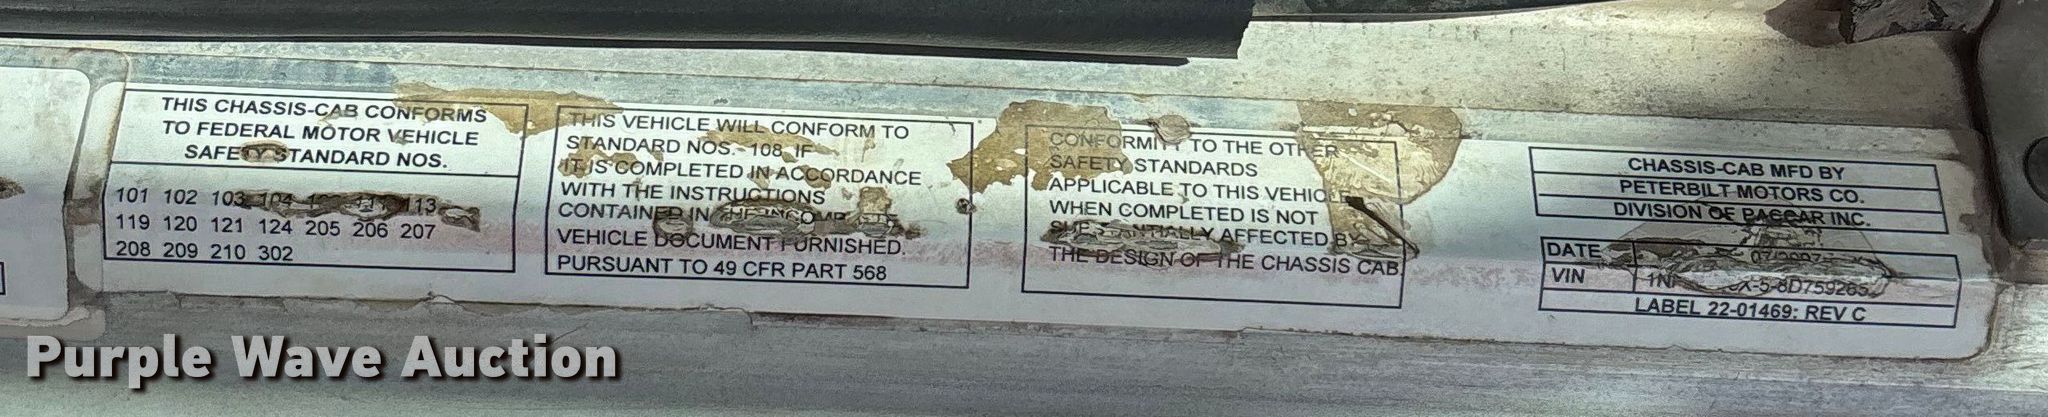 THIS CHASSIS-CAB CONFORMS
TO FEDERAL MOTOR VEHICLE
SAFETY STANDARD NOS.
101 102 103 104 113
119 120 121 124 205 206 207
208 209 210 302
THIS VEHICLE WILL CONFORM TO
STANDARD NOS. 108 IF
IT IS COMPLETED IN ACCORDANCE
WITH THE INSTRUCTIONS
CONTAINED IN THE
VEHICLE DOCUMENT FURNISHED.
PURSUANT TO 49 CFR PART 568
CONFORMITY TO THE OTHER
SAFETY STANDARDS
APPLICABLE TO THIS VEHICLE
WHEN COMPLETED IS NOT
AFFECTED BY
THE DESIGN OF THE CHASSIS CAB
CHASSIS-CAB MFD BY
PETERBILT MOTORS CO.
DIVISION OF PACCAR INC.
DATE 07/2007
VIN
LABEL 22-01469: REV C
Purple Wave Auction